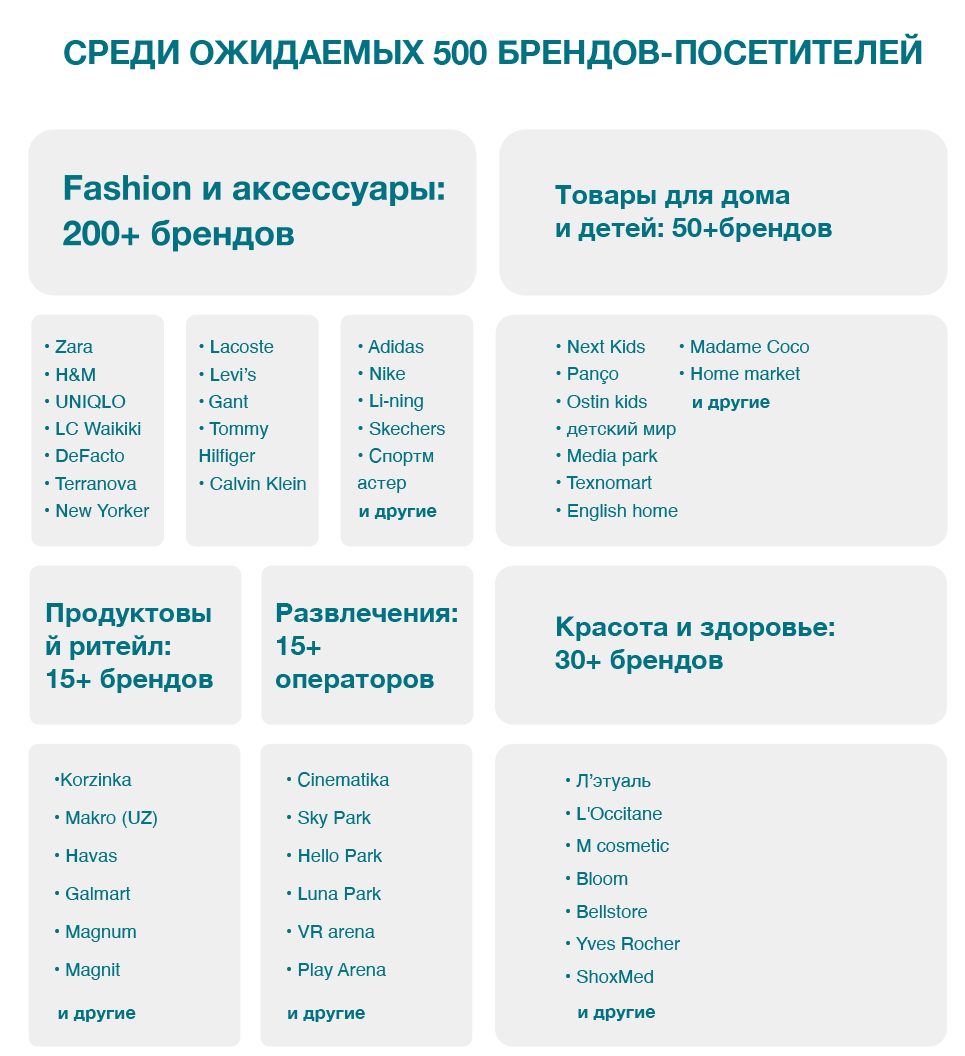 СРЕДИ ОЖИДАЕМЫХ 500 БРЕНДОВ-ПОСЕТИТЕЛЕЙ
Fashion и аксессуары:
200+ брендов
• Zara
• H&M
• UNIQLO
• LC Waikiki
• DeFacto
• Terranova
• New Yorker
• Lacoste
• Levi’s
• Gant
• Tommy
Hilfiger
• Calvin Klein
• Adidas
• Nike
• Li-ning
• Skechers
• Спортм
астер
и другие
Товары для дома
и детей: 50+брендов
• Next Kids
• Panço
• Ostin kids
• детский мир
• Media park
• Texnomart
• English home
• Madame Coco
• Home market
и другие
Продуктовы
й ритейл:
15+ брендов
•Korzinka
• Makro (UZ)
• Havas
• Galmart
• Magnum
• Magnit
и другие
Развлечения:
15+
операторов
• Cinematika
• Sky Park
• Hello Park
• Luna Park
• VR arena
• Play Arena
и другие
Красота и здоровье:
30+ брендов
• Л’этуаль
• L'Occitane
• M cosmetic
• Bloom
• Bellstore
• Yves Rocher
• ShoxMed
и другие